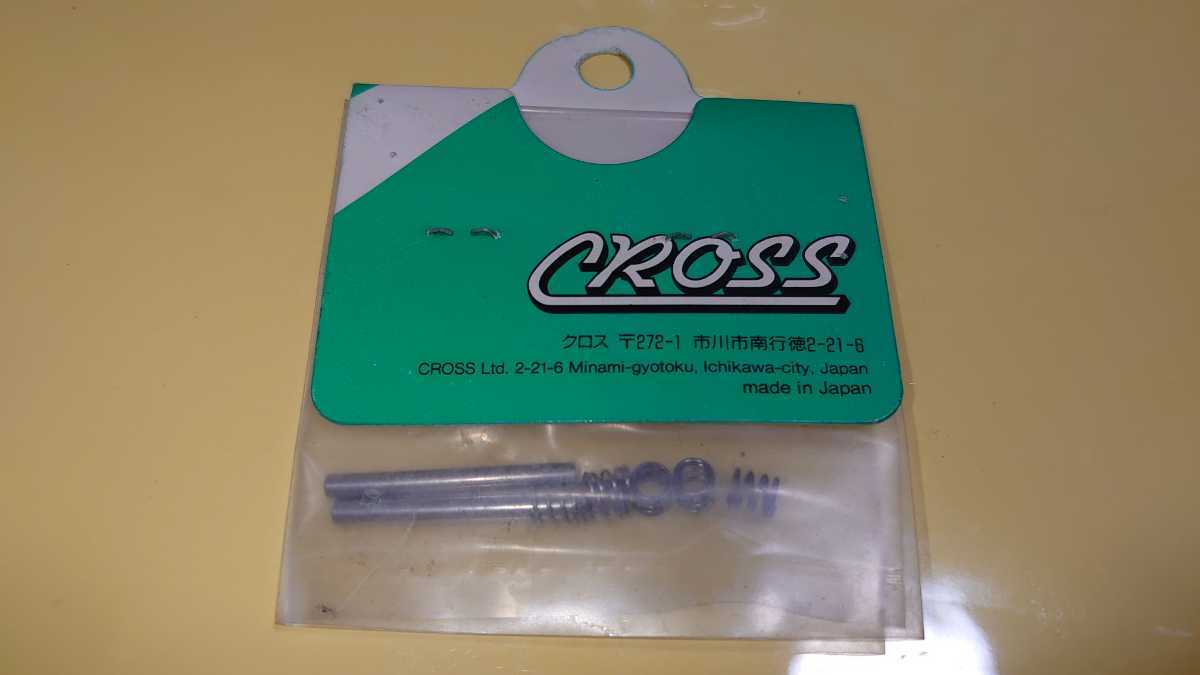 CROSS
クロス 〒272-1 市川市南行徳2-21-6
CROSS Ltd. 2-21-6 Minami-gyotoku, Ichikawa-city, Japan
made in Japan